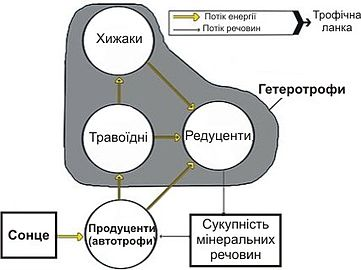 Хижаки
Потік енергії
Потік речовин
Трофічна
ланка
Гетеротрофи
Травоїдні
Редуценти
Сонце
Продуценти
(автотрофи)
Сукупність
мінеральних
речовин